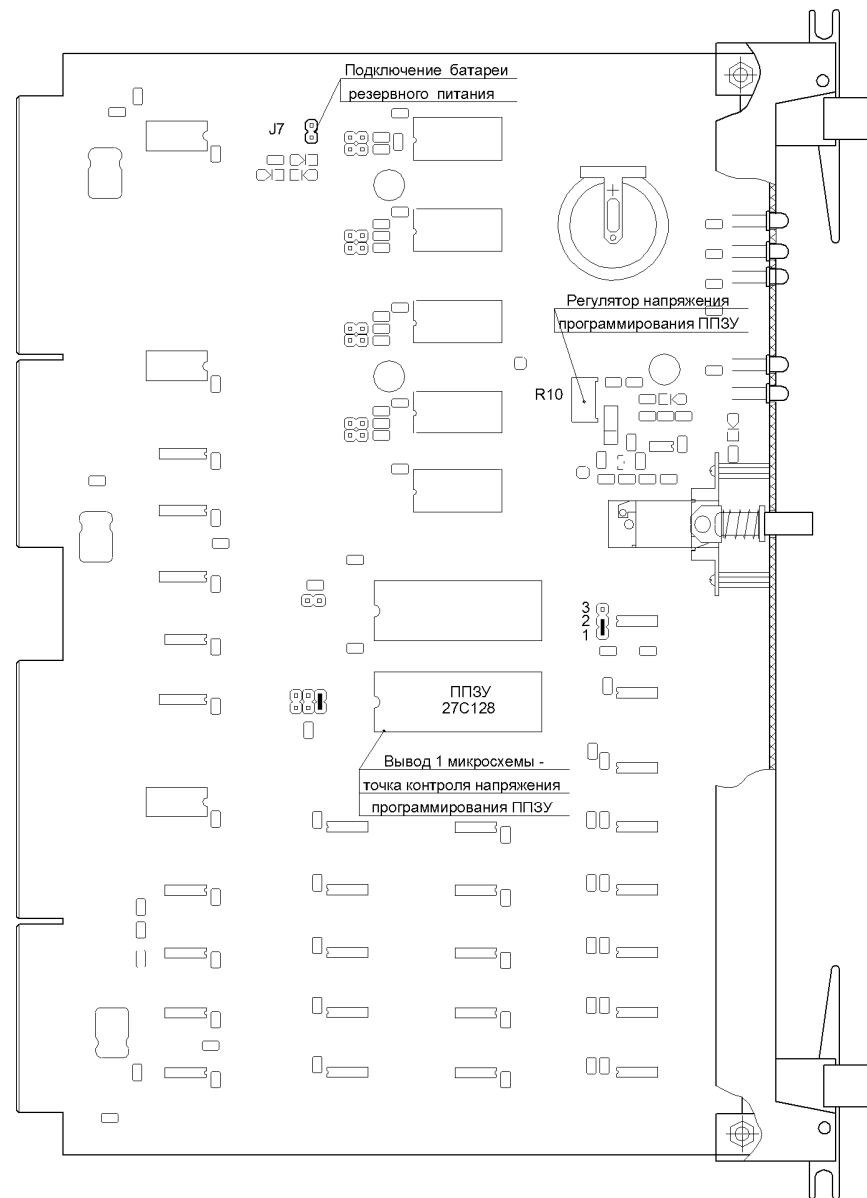 Подключение батареи
резервного питания
J7
Регулятор напряжения
программирования ППЗУ
R10
3
2
1
ППЗУ
27C128
Вывод 1 микросхемы -
точка контроля напряжения
программирования ППЗУ